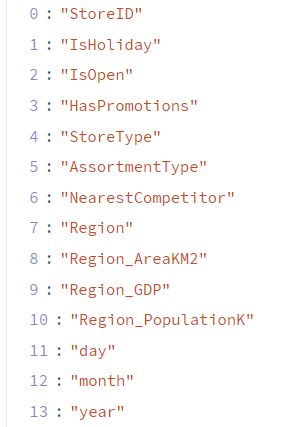 0 : "StoreID"
1 : "IsHoliday"
2 : "IsOpen"
3 : "HasPromotions"
4 : "StoreType"
5 : "AssortmentType"
6 : "NearestCompetitor"
7 : "Region"
8 : "Region_AreaKM2"
9 : "Region_GDP"
10 : "Region_PopulationK"
11 : "day"
12 : "month"
13 : "year"